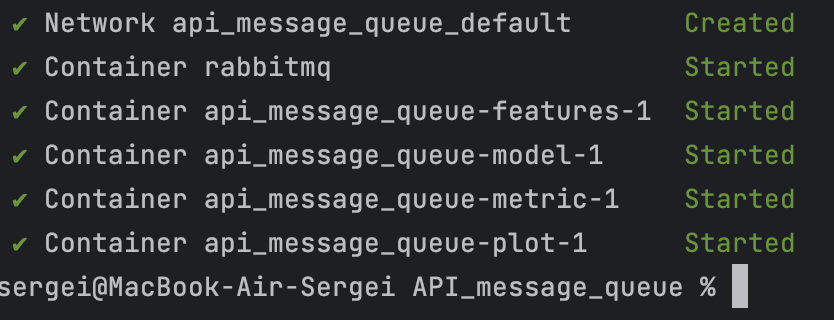 ✔ Network api_message_queue_default Created
✔ Container rabbitmq Started
✔ Container api_message_queue-features-1 Started
✔ Container api_message_queue-model-1 Started
✔ Container api_message_queue-metric-1 Started
✔ Container api_message_queue-plot-1 Started
sergei@MacBook-Air-Sergei API_message_queue %